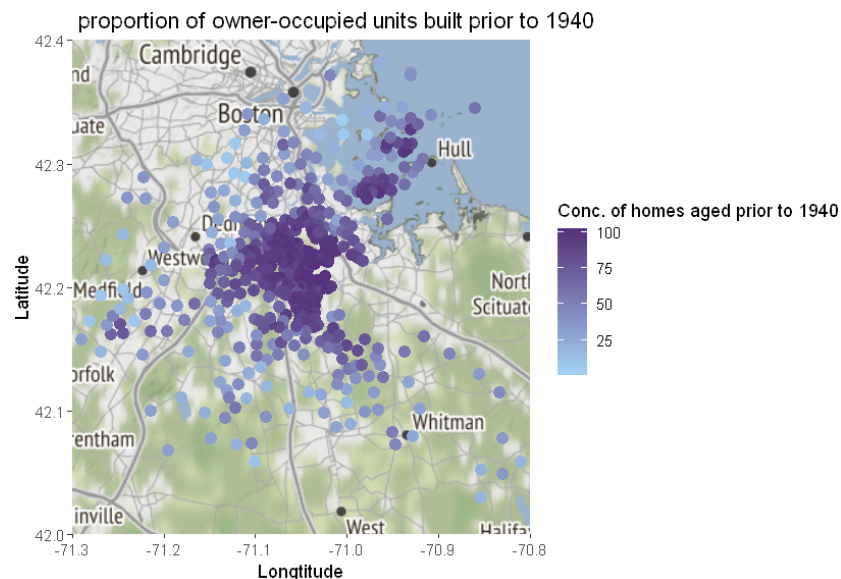 proportion of owner-occupied units built prior to 1940
42.4
Cambridge
nd
Boston
uate
42.3
Hull
Conc. of homes aged prior to 1940
100
75
50
25
Latitude
Westwo
42.2
Medfield
North
Scituate
orfolk
42.1
Whitman
rentham
inville
West
Halifa
42.0
-71.3
-71.2
-71.1
-71.0
-70.9
-70.8
Longtitude